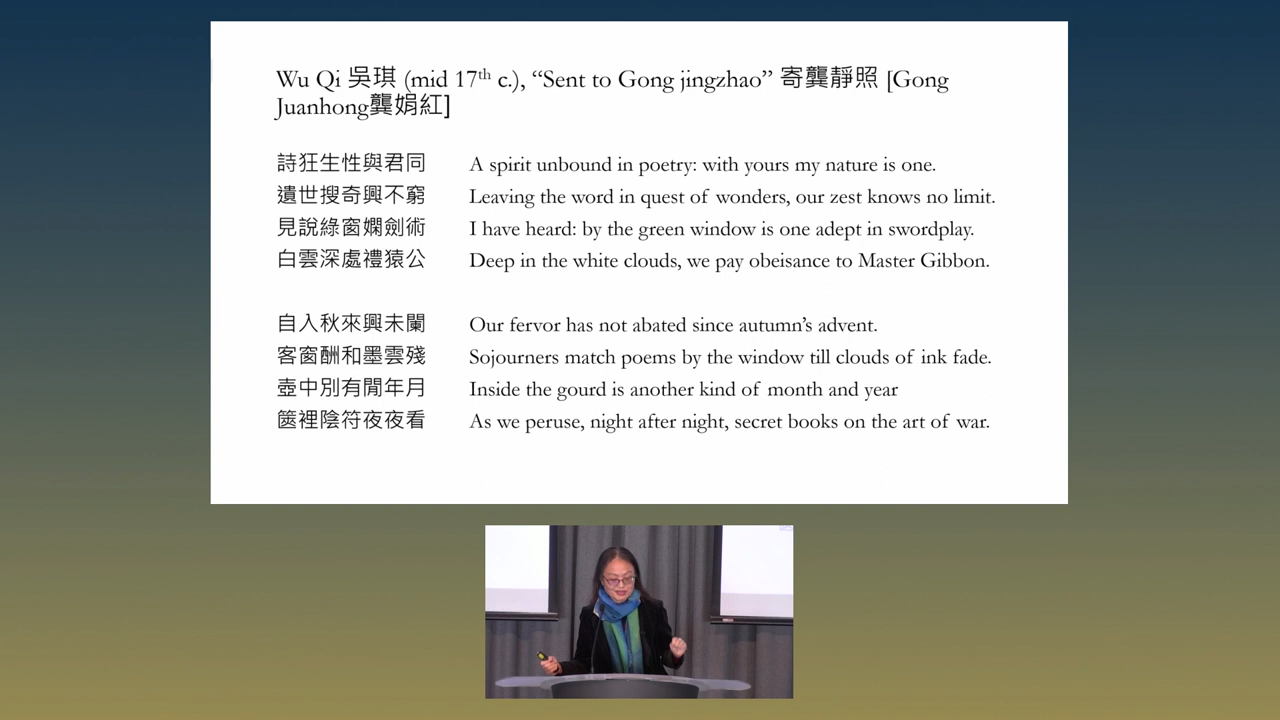 Wu Qi 吳琪 (mid 17th c.), “Sent to Gong jingzhao” 寄龔靜照 [Gong
Juanhong龔娟紅]
詩狂生性與君同 A spirit unbound in poetry: with yours my nature is one.
遺世搜奇興不窮 Leaving the word in quest of wonders, our zest knows no limit.
見說綠窗嫻劍術 I have heard: by the green window is one adept in swordplay.
白雲深處禮猿公 Deep in the white clouds, we pay obeisance to Master Gibbon.
自入秋來興未闌 Our fervor has not abated since autumn’s advent.
客窗酬和墨雲殘 Sojourners match poems by the window till clouds of ink fade.
壺中別有閒年月 Inside the gourd is another kind of month and year
篋裡陰符夜夜看 As we peruse, night after night, secret books on the art of war.